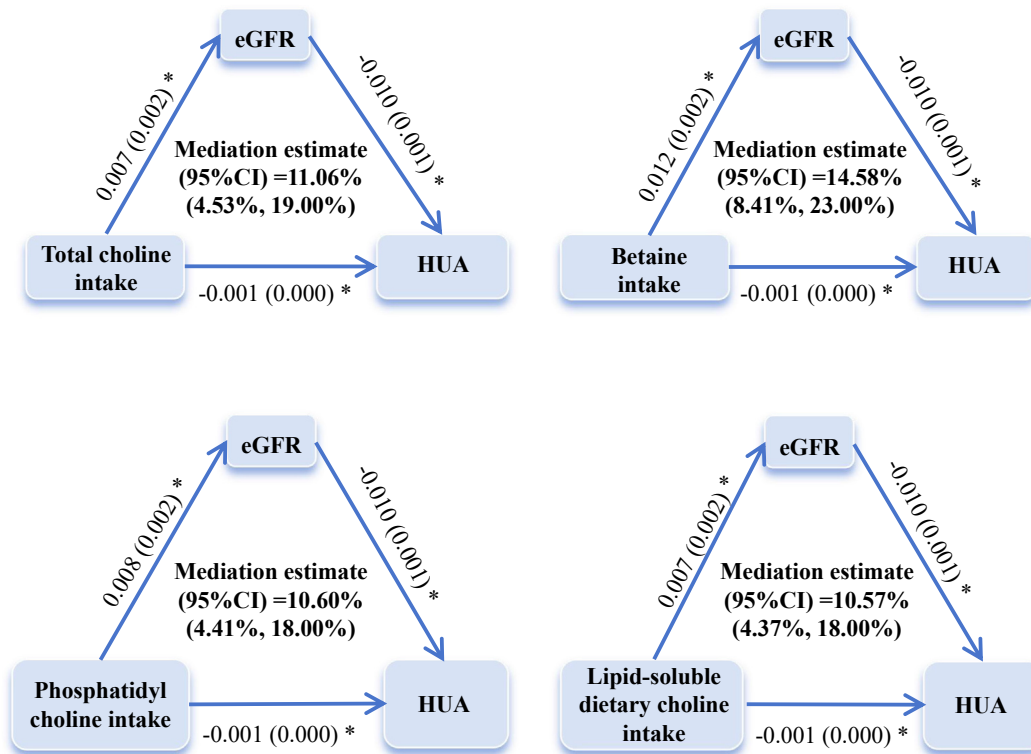 eGFR
0.007 (0.002) *
-0.010 (0.001) *
Mediation estimate
(95%CI) =11.06%
(4.53%, 19.00%)
Total choline
intake
HUA
-0.001 (0.000) *
eGFR
0.012 (0.002) *
-0.010 (0.001) *
Mediation estimate
(95%CI) =14.58%
(8.41%, 23.00%)
Betaine
intake
HUA
-0.001 (0.000) *
eGFR
0.008 (0.002) *
-0.010 (0.001) *
Mediation estimate
(95%CI) =10.60%
(4.41%, 18.00%)
Phosphatidyl
choline intake
HUA
-0.001 (0.000) *
eGFR
0.007 (0.002) *
-0.010 (0.001) *
Mediation estimate
(95%CI) =10.57%
(4.37%, 18.00%)
Lipid-soluble
dietary choline
intake
HUA
-0.001 (0.000) *